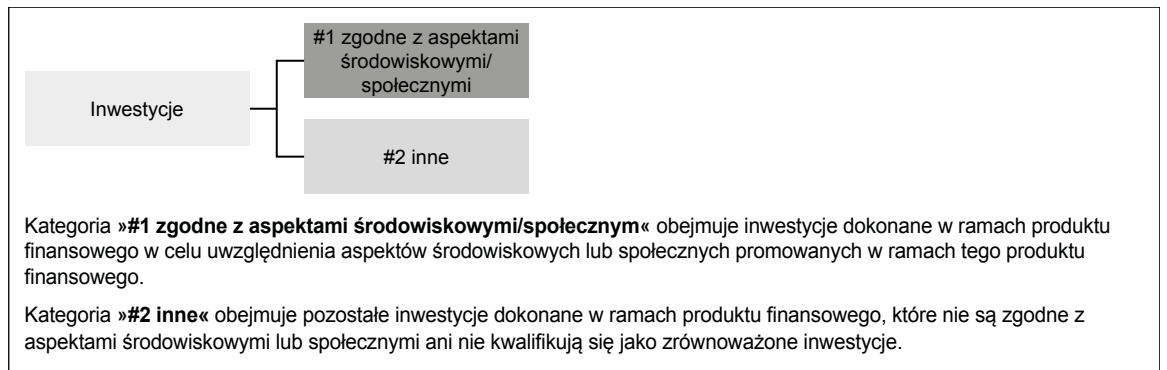 #1 zgodne z aspektami
środowiskowymi/
społecznymi
Inwestycje
#2 inne
Kategoria »#1 zgodne z aspektami środowiskowymi/społecznym« obejmuje inwestycje dokonane w ramach produktu
finansowego w celu uwzględnienia aspektów środowiskowych lub społecznych promowanych w ramach tego produktu
finansowego.
Kategoria »#2 inne« obejmuje pozostałe inwestycje dokonane w ramach produktu finansowego, które nie są zgodne z
aspektami środowiskowymi lub społecznymi ani nie kwalifikują się jako zrównoważone inwestycje.